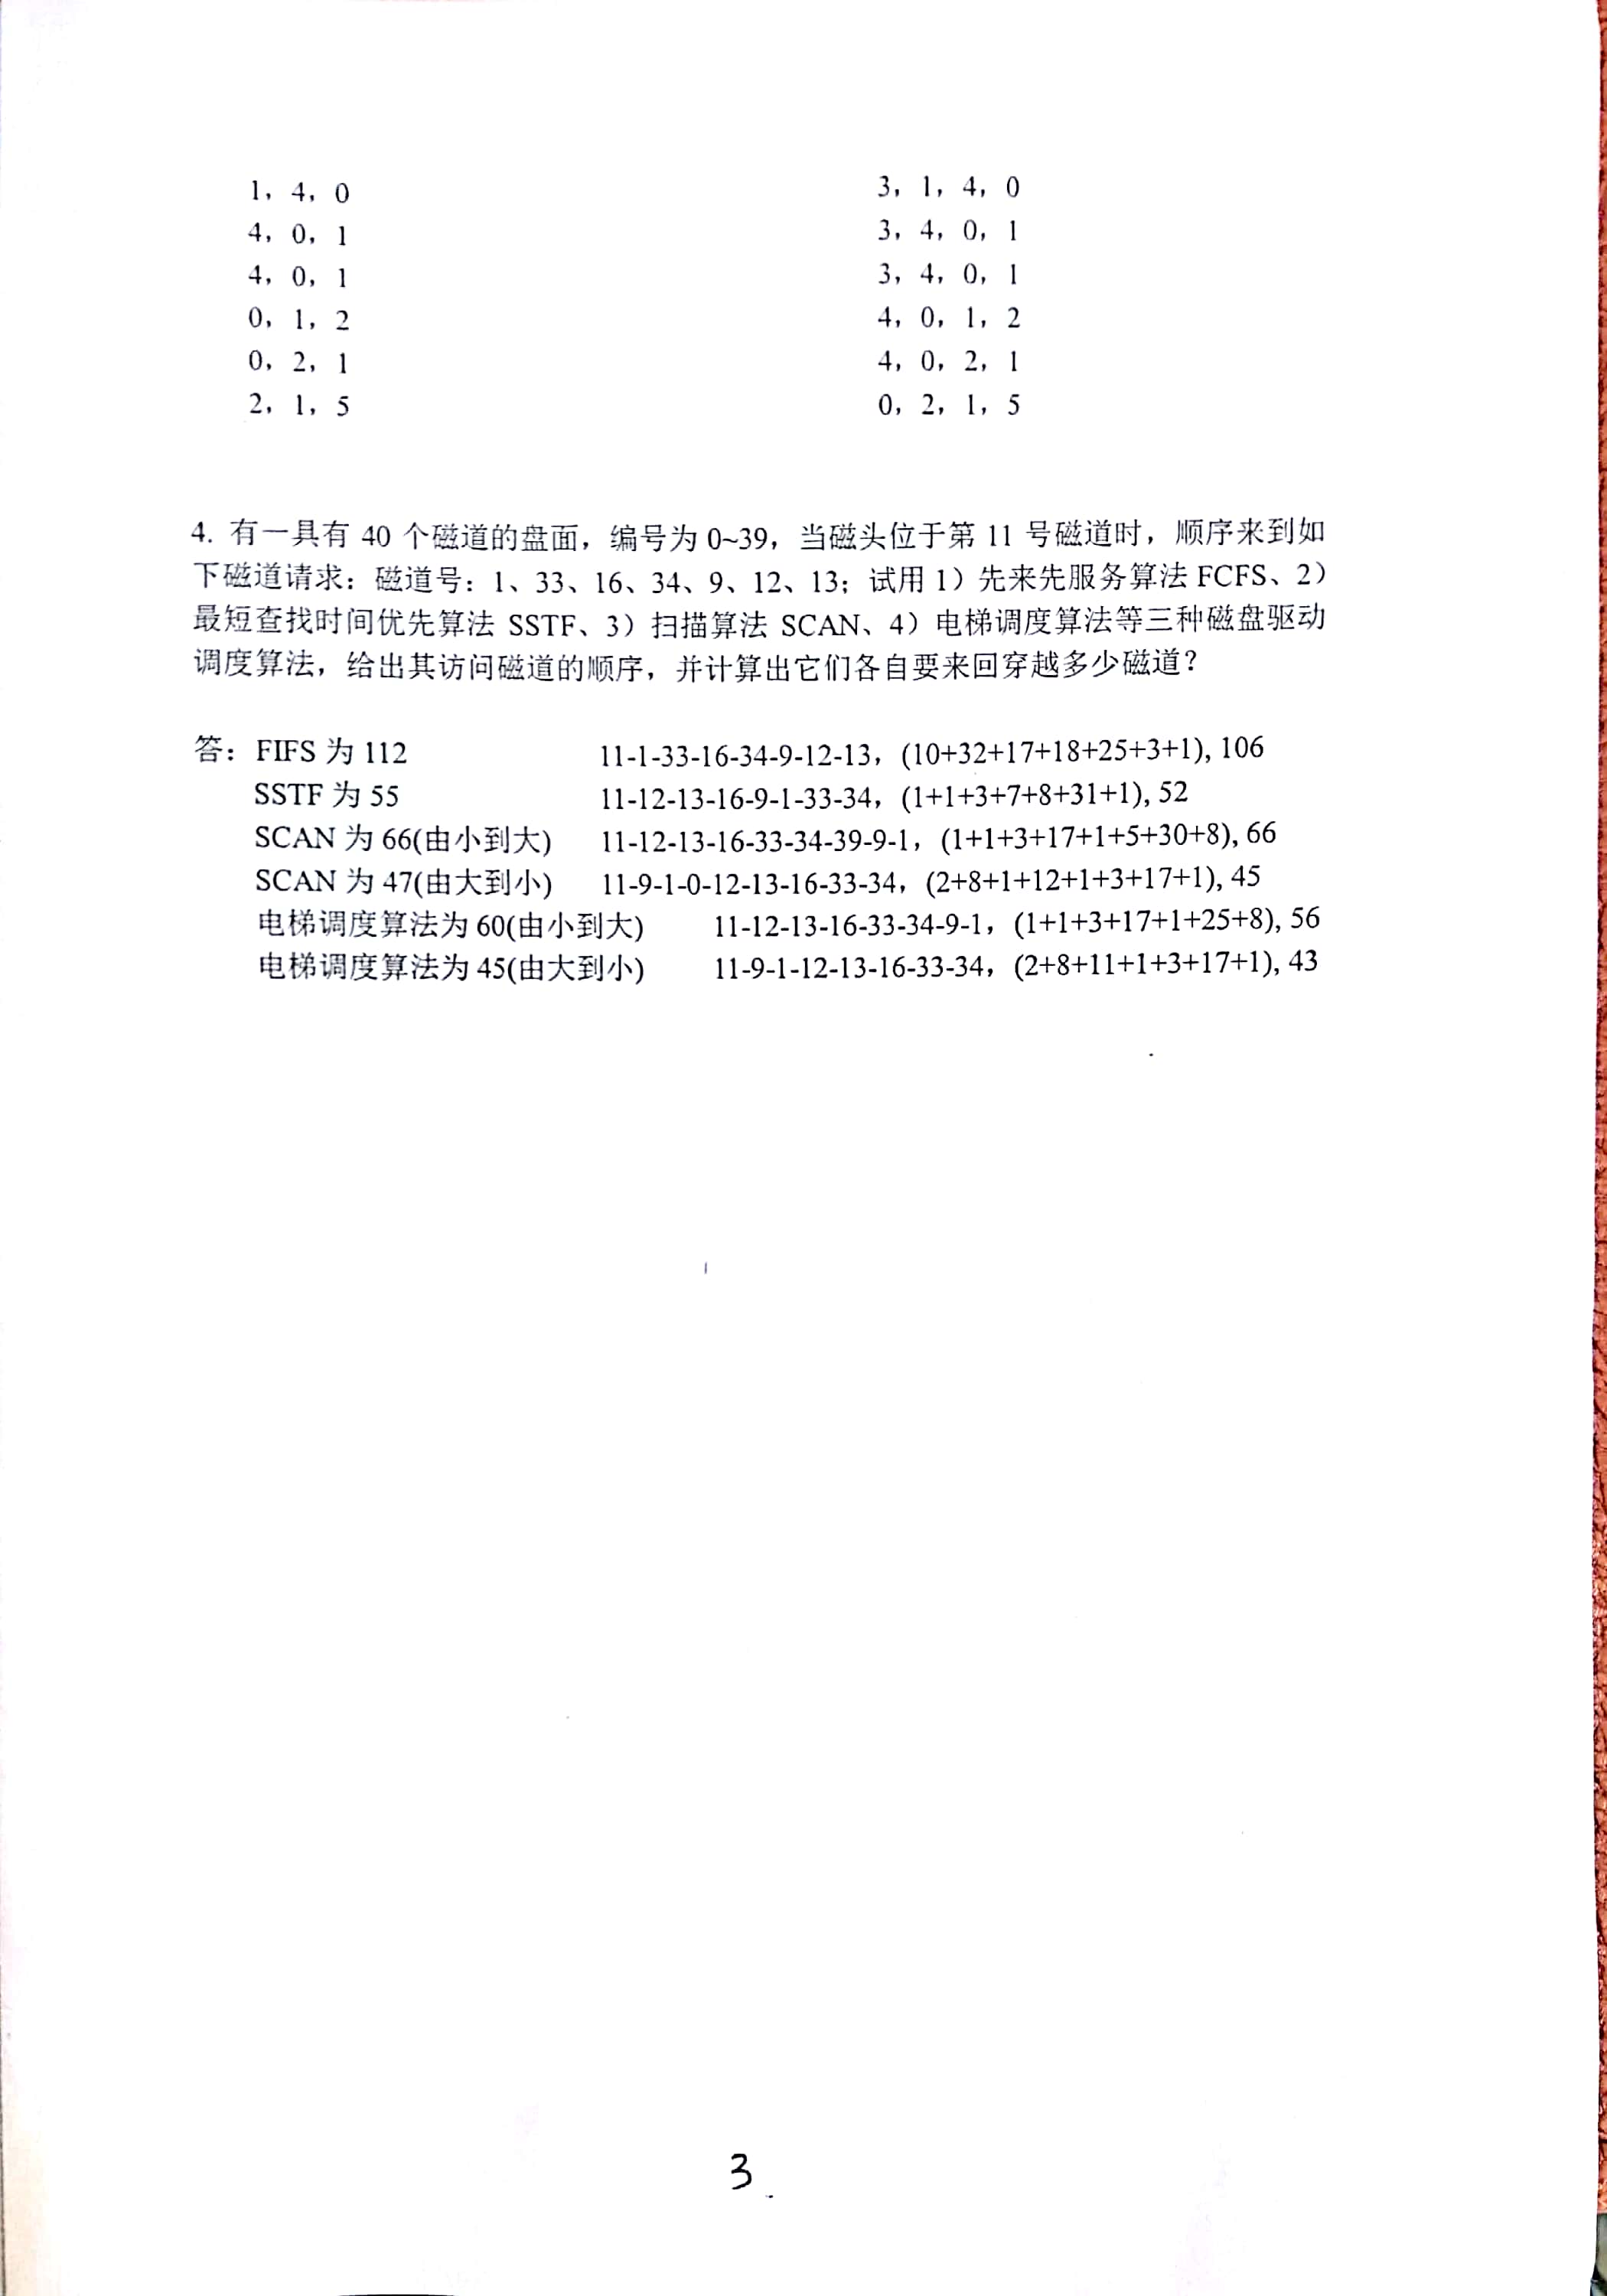 1，4，0
4，0，1
4，0，1
0，1，2
0，2，1
2，1，5
3，1，4，0
3，4，0，1
3，4，0，1
4，0，1，2
4，0，2，1
0，2，1，5
4. 有一具有 40 个磁道的盘面，编号为 0~39，当磁头位于第 11 号磁道时，顺序来到如
下磁道请求：磁道号：1、33、16、34、9、12、13；试用 1）先来先服务算法 FCFS、2）
最短查找时间优先算法 SSTF、3）扫描算法 SCAN、4）电梯调度算法等三种磁盘驱动
调度算法，给出其访问磁道的顺序，并计算出它们各自要来回穿越多少磁道？
答：FIFS 为 112 11-1-33-16-34-9-12-13，(10+32+17+18+25+3+1), 106
SSTF 为 55 11-12-13-16-9-1-33-34，(1+1+3+7+8+31+1), 52
SCAN 为 66(由小到大) 11-12-13-16-33-34-39-9-1，(1+1+3+17+1+5+30+8), 66
SCAN 为 47(由大到小) 11-9-1-0-12-13-16-33-34，(2+8+1+12+1+3+17+1), 45
电梯调度算法为 60(由小到大) 11-12-13-16-33-34-9-1，(1+1+3+17+1+25+8), 56
电梯调度算法为 45(由大到小) 11-9-1-12-13-16-33-34，(2+8+11+1+3+17+1), 43
3